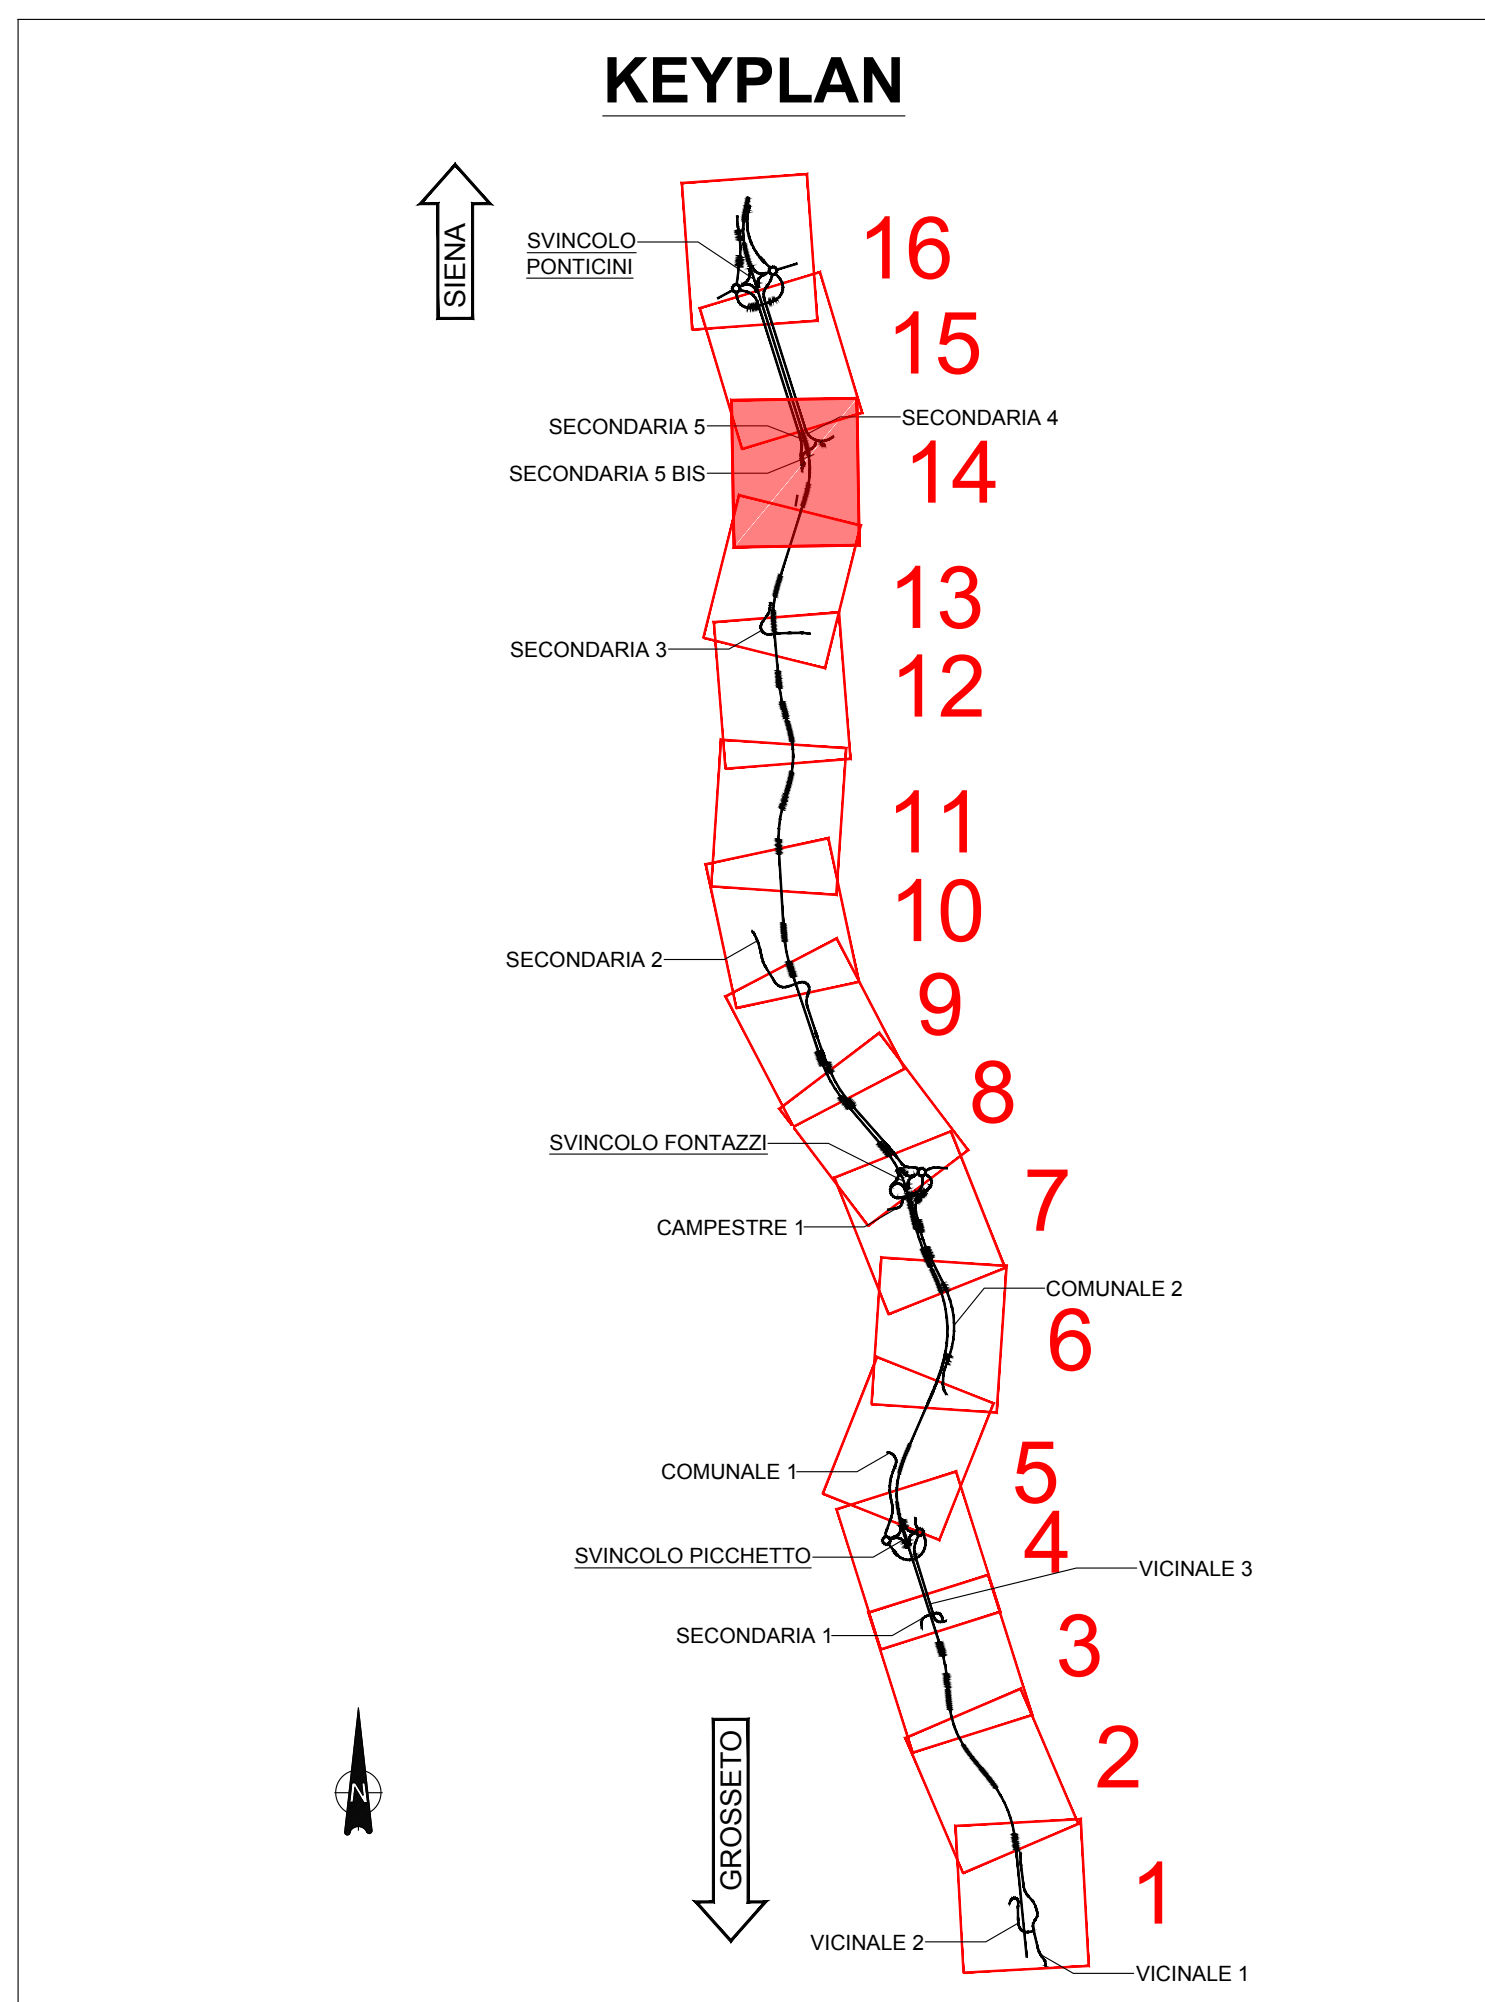 KEYPLAN
SIENA
SVINCOLO
PONTICINI
16
15
SECONDARIA 4
SECONDARIA 5
14
SECONDARIA 5 BIS
13
SECONDARIA 3
12
11
10
SECONDARIA 2
9
8
SVINCOLO FONTAZZI
7
CAMPESTRE 1
COMUNALE 2
6
COMUNALE 1
5
4
SVINCOLO PICCHETTO
VICINALE 3
SECONDARIA 1
3
2
N
GROSSETO
1
VICINALE 2
VICINALE 1